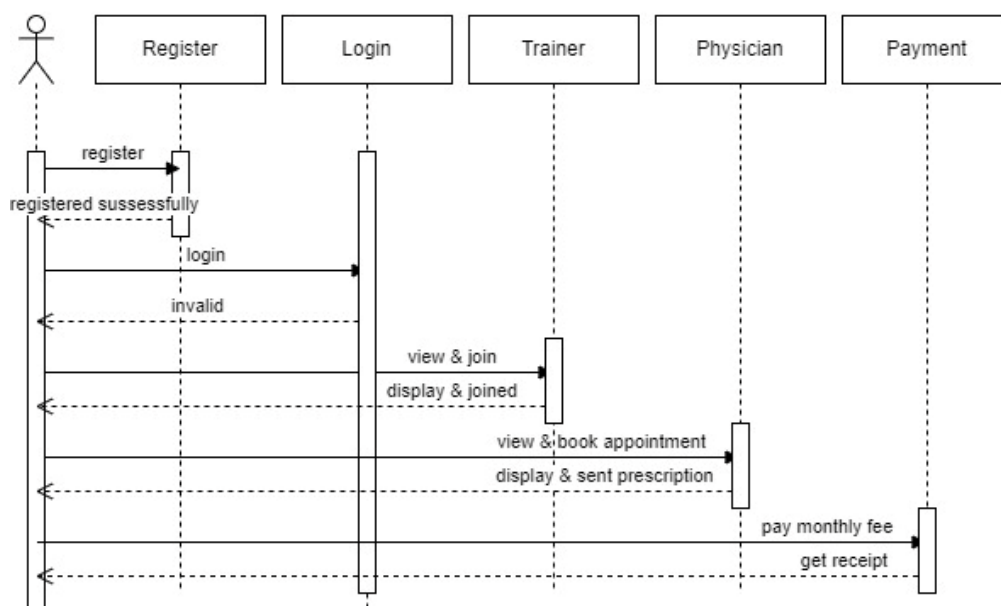 Register
Login
Trainer
Physician
Payment
register
registered sussessfully
login
invalid
view & join
display & joined
view & book appointment
display & sent prescription
pay monthly fee
get receipt